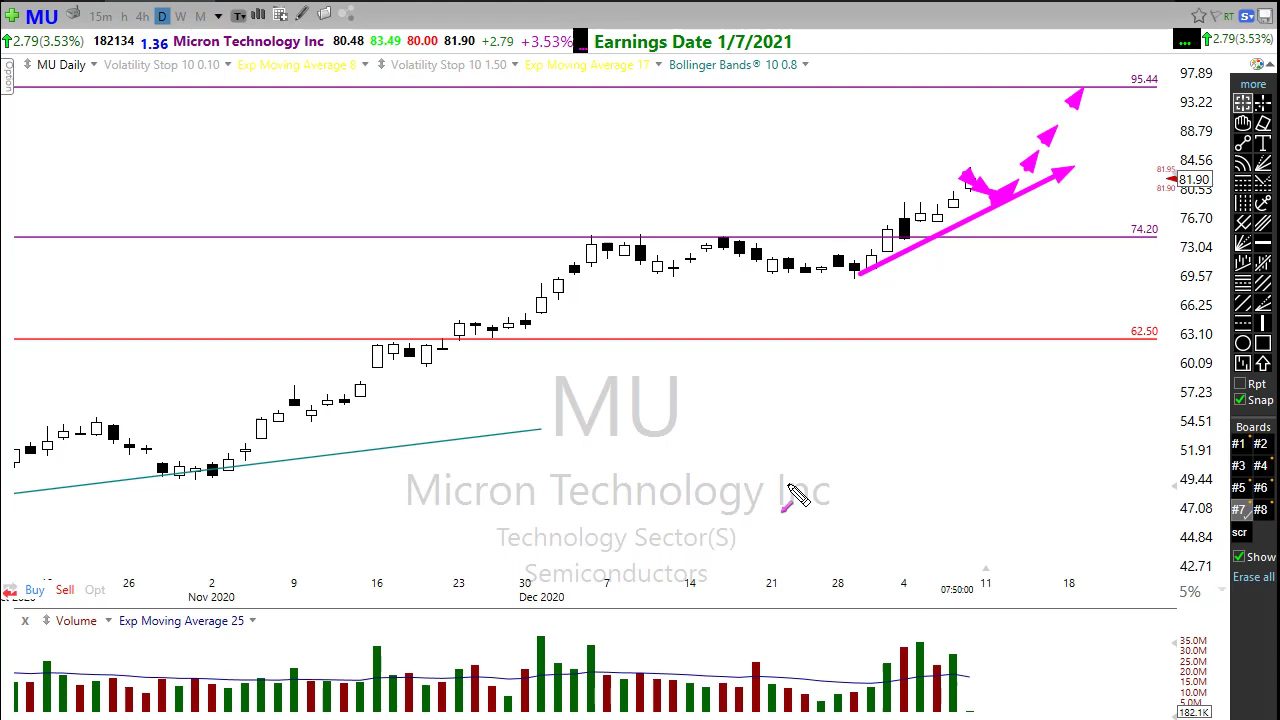 MU 15m h 4h D W M T RT S
2.79(3.53%) 182134 1.36 Micron Technology Inc 80.48 83.49 80.00 81.90 +2.79 +3.53% ... Earnings Date 1/7/2021 ... 2.79(3.53%)
Option
MU Daily Volatility Stop 10 0.10 Exp Moving Average 8 Volatility Stop 10 1.50 Exp Moving Average 17 Bollinger Bands® 10 0.8
97.89
95.44
93.22
88.79
84.56
81.95
81.90
81.90
80.53
76.70
74.20
73.04
69.57
66.25
63.10
62.50
60.09
57.23
54.51
51.91
49.44
47.08
44.84
42.71
MU
Micron Technology Inc
Technology Sector(S)
Semiconductors
26 2 9 16 23 30 7 14 21 28 4 11 18
Buy Sell Opt
Nov 2020 Dec 2020 07:50:00
5%
x Volume Exp Moving Average 25
35.0M
30.0M
25.0M
20.0M
15.0M
10.0M
5.0M
182.1K
more
T
Rpt
Snap
Boards
#1 #2
#3 #4
#5 #6
#7 #8
scr
Show
Erase all